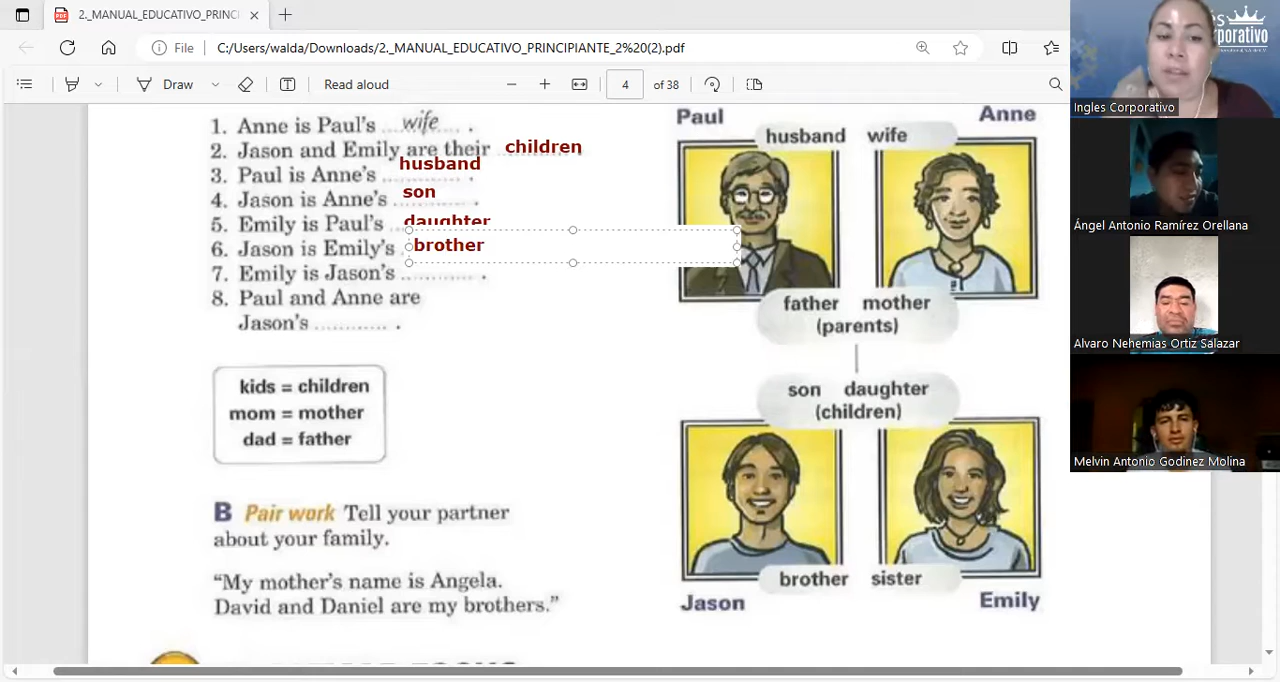 2._MANUAL_EDUCATIVO_PRINCI
File
C:/Users/walda/Downloads/2._MANUAL_EDUCATIVO_PRINCIPIANTE_2%20(2).pdf
Draw
Read aloud
4
of 38
1. Anne is Paul's wife .
2. Jason and Emily are their children
3. Paul is Anne's husband .
4. Jason is Anne's son .
5. Emily is Paul's daughter
6. Jason is Emily's brother
7. Emily is Jason's ............ .
8. Paul and Anne are
Jason's ............ .
kids = children
mom = mother
dad = father
B Pair work Tell your partner
about your family.
“My mother's name is Angela.
David and Daniel are my brothers.”
Paul
Anne
husband wife
father mother
(parents)
son daughter
(children)
brother sister
Jason
Emily
Corporativo
Ingles Corporativo
Ángel Antonio Ramírez Orellana
Alvaro Nehemias Ortiz Salazar
Melvin Antonio Godinez Molina